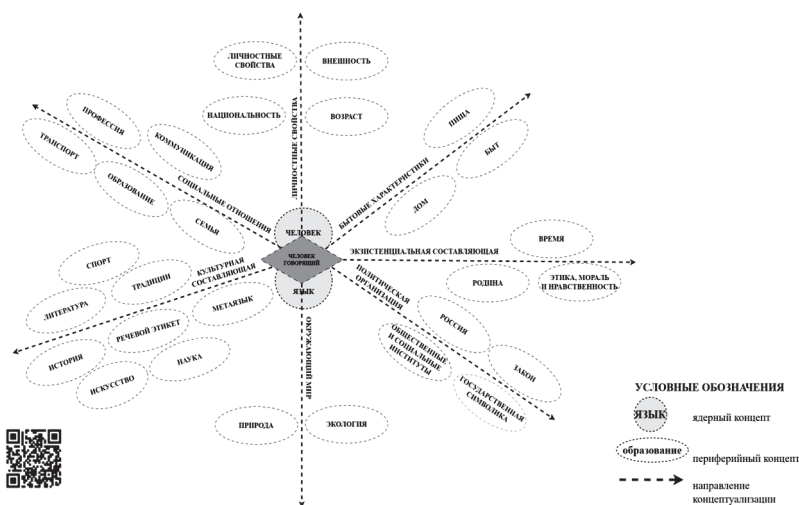 ЛИЧНОСТНЫЕ
СВОЙСТВА
ВНЕШНОСТЬ
НАЦИОНАЛЬНОСТЬ
ВОЗРАСТ
ЛИЧНОСТНЫЕ СВОЙСТВА
ПРОФЕССИЯ
ТРАНСПОРТ
КОММУНИКАЦИЯ
ОБРАЗОВАНИЕ
СЕМЬЯ
СОЦИАЛЬНЫЕ ОТНОШЕНИЯ
ПИЩА
БЫТ
ДОМ
БЫТОВЫЕ ХАРАКТЕРИСТИКИ
ЧЕЛОВЕК
ЧЕЛОВЕК
ГОВОРЯЩИЙ
ЯЗЫК
ЭКЗИСТЕНЦИАЛЬНАЯ СОСТАВЛЯЮЩАЯ
ВРЕМЯ
РОДИНА
ЭТИКА, МОРАЛЬ
И НРАВСТВЕННОСТЬ
КУЛЬТУРНАЯ
СОСТАВЛЯЮЩАЯ
СПОРТ
ТРАДИЦИИ
ЛИТЕРАТУРА
МЕТАЯЗЫК
РЕЧЕВОЙ ЭТИКЕТ
ИСТОРИЯ
НАУКА
ИСКУССТВО
ПОЛИТИЧЕСКАЯ
ОРГАНИЗАЦИЯ
РОССИЯ
ОБЩЕСТВЕННЫЕ
И СОЦИАЛЬНЫЕ
ИНСТИТУТЫ
ЗАКОН
ГОСУДАРСТВЕННАЯ
СИМВОЛИКА
ОКРУЖАЮЩИЙ МИР
ПРИРОДА
ЭКОЛОГИЯ
УСЛОВНЫЕ ОБОЗНАЧЕНИЯ
ЯЗЫК
ядерный концепт
образование
периферийный концепт
направление
концептуализации